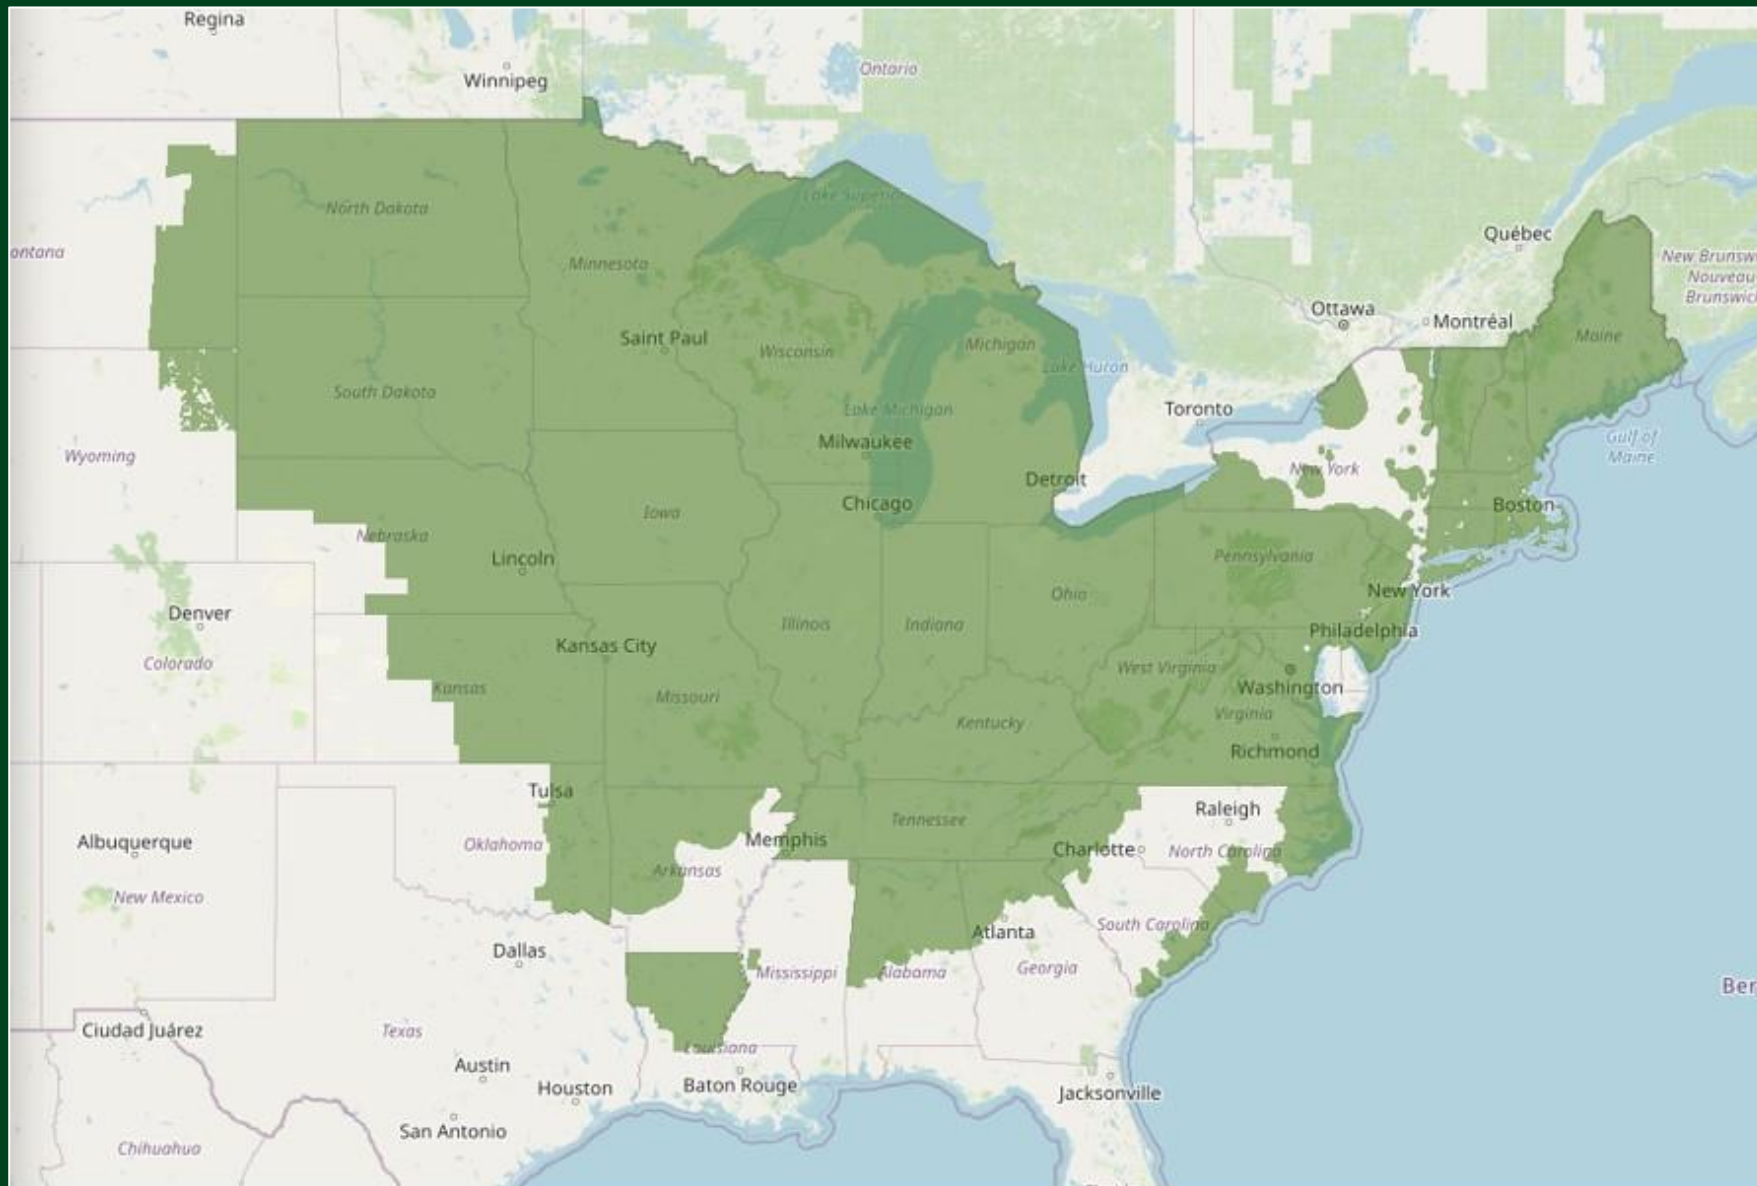 Regina
Winnipeg
Ontario
North Dakota
Québec
ontana
Minnesota
Lake Superior
New Brunsw
Nouveau
Brunswic
Ottawa
Montréal
Saint Paul
Wisconsin
Michigan
Maine
Lake Huron
South Dakota
Lake Michigan
Toronto
Milwaukee
Wyoming
Gulf of
Maine
New York
Detroit
Chicago
Boston
Iowa
Nebraska
Lincoln
Pennsylvania
New York
Denver
Ohio
Illinois
Indiana
Philadelphia
Kansas City
Colorado
West Virginia
Washington
Kansas
Missouri
Virginia
Kentucky
Richmond
Tulsa
Raleigh
Tennessee
Albuquerque
Oklahoma
Memphis
Charlotte
North Carolina
Arkansas
New Mexico
South Carolina
Atlanta
Dallas
Mississippi
Alabama
Georgia
Ber
Ciudad Juárez
Texas
Louisiana
Austin
Houston
Baton Rouge
Jacksonville
San Antonio
Chihuahua